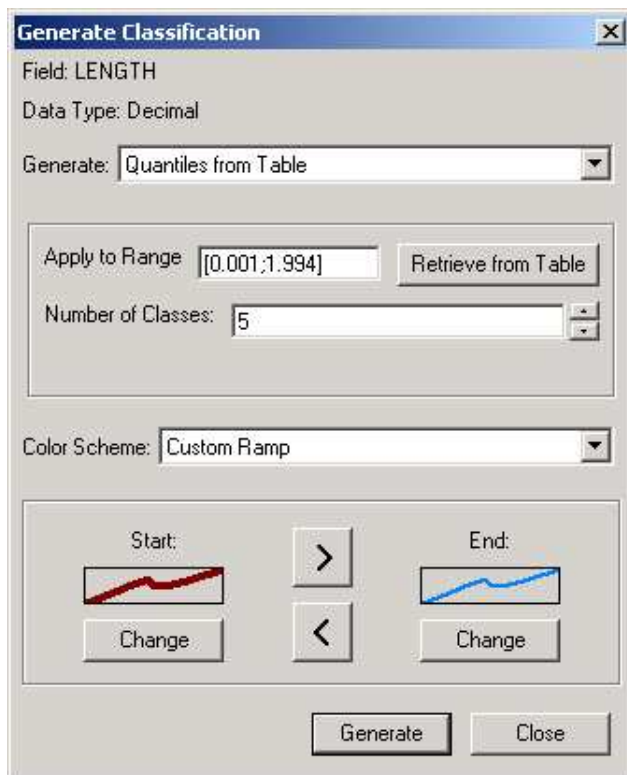 Generate Classification
Field: LENGTH
Data Type: Decimal
Generate: Quantiles from Table
Apply to Range [0.001;1.994] Retrieve from Table
Number of Classes: 5
Color Scheme: Custom Ramp
Start: > End:
Change < Change
Generate Close